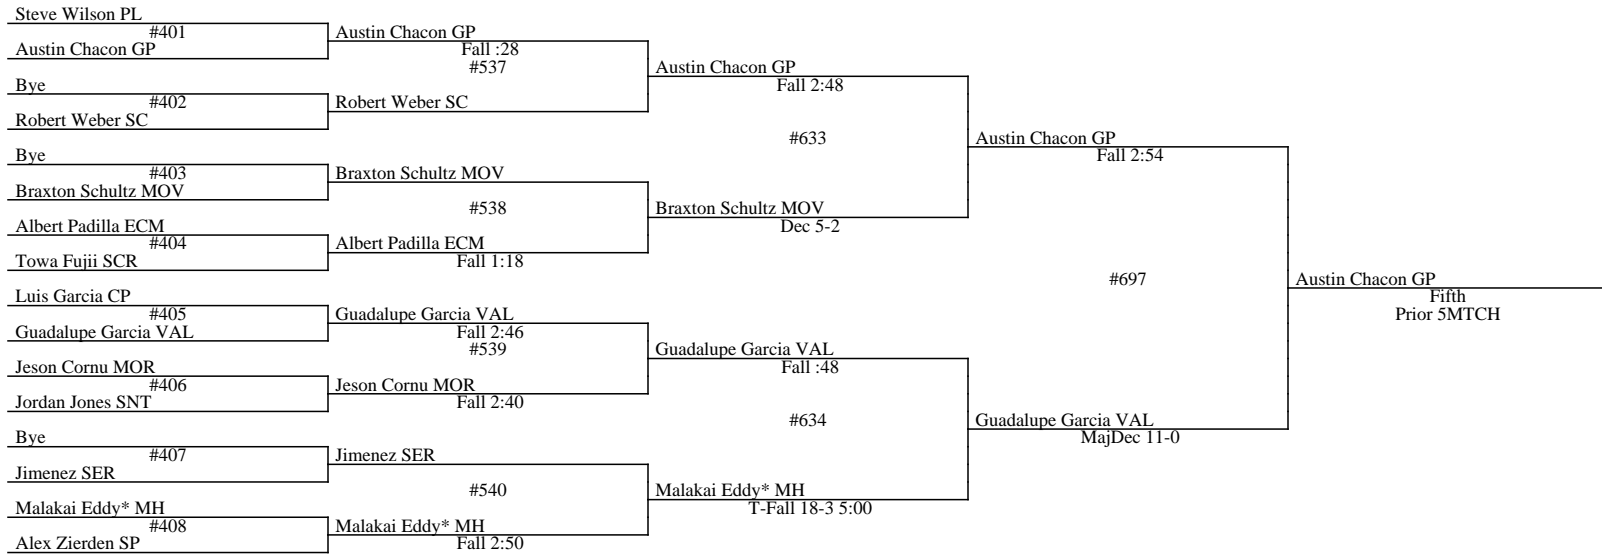 Steve Wilson PL
#401
Austin Chacon GP
Bye
#402
Robert Weber SC
Bye
#403
Braxton Schultz MOV
Albert Padilla ECM
#404
Towa Fujii SCR
Luis Garcia CP
#405
Guadalupe Garcia VAL
Jeson Cornu MOR
#406
Jordan Jones SNT
Bye
#407
Jimenez SER
Malakai Eddy* MH
#408
Alex Zierden SP
Austin Chacon GP
Fall :28
#537
Robert Weber SC
Braxton Schultz MOV
#538
Albert Padilla ECM
Fall 1:18
Guadalupe Garcia VAL
Fall 2:46
#539
Jeson Cornu MOR
Fall 2:40
Jimenez SER
#540
Malakai Eddy* MH
Fall 2:50
Austin Chacon GP
Fall 2:48
#633
Braxton Schultz MOV
Dec 5-2
Guadalupe Garcia VAL
Fall :48
#634
Malakai Eddy* MH
T-Fall 18-3 5:00
Austin Chacon GP
Fall 2:54
#697
Guadalupe Garcia VAL
MajDec 11-0
Austin Chacon GP
Fifth
Prior 5MTCH